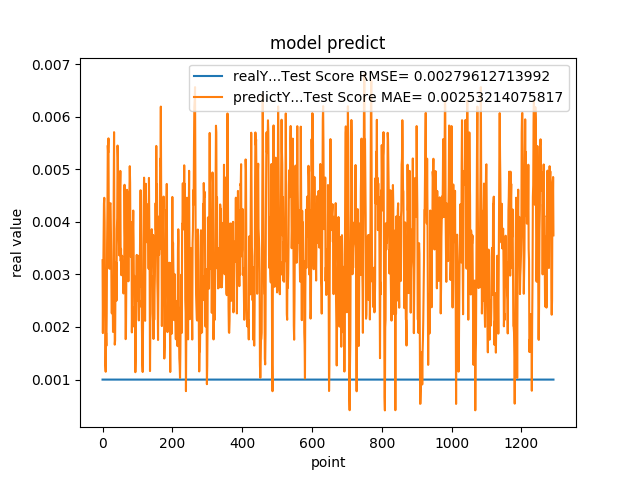 model predict
realY...Test Score RMSE= 0.00279612713992
predictY...Test Score MAE= 0.00253214075817
0.007
0.006
0.005
0.004
0.003
0.002
0.001
real value
0 200 400 600 800 1000 1200
point